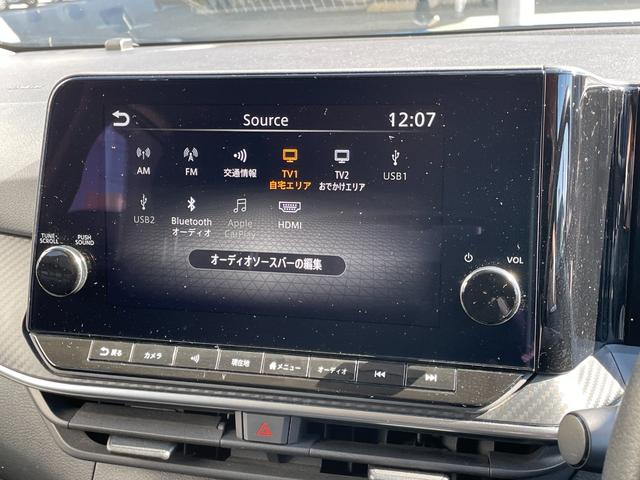 Source
12:07
AM
FM
交通情報
TV1
自宅エリア
TV2
おでかけエリア
USB1
USB2
Bluetooth
オーディオ
Apple
CarPlay
HDMI
オーディオソースバーの編集
TUNE·
SCROLL
PUSH
SOUND
VOL
戻る
カメラ
現在地
メニュー
オーディオ